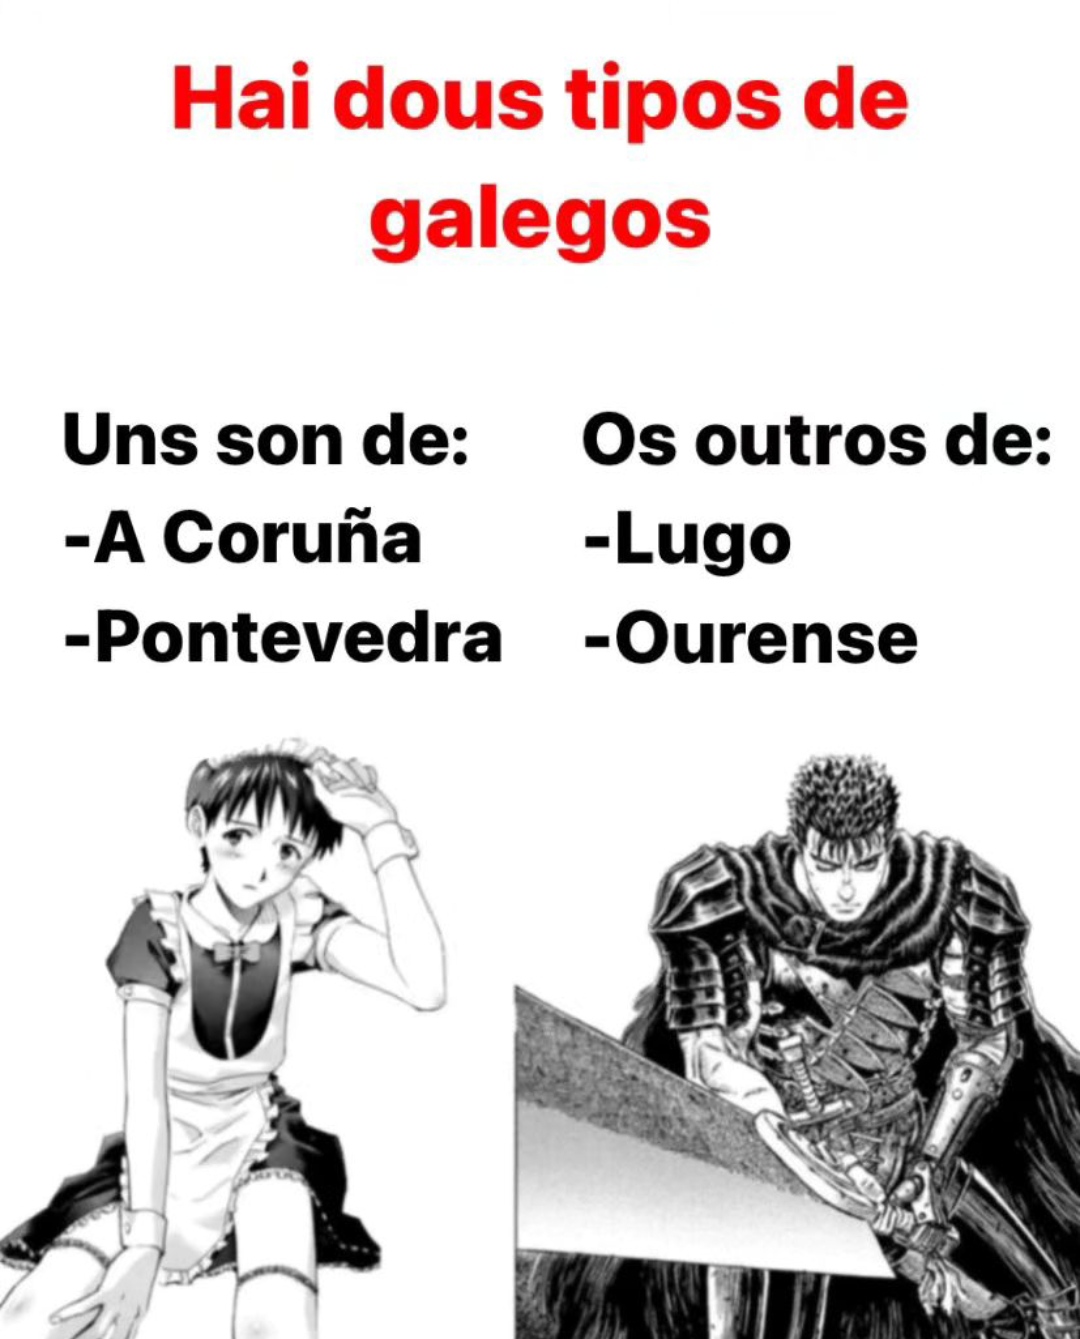 Hai dous tipos de
galegos
Uns son de:
-A Coruña
-Pontevedra
Os outros de:
-Lugo
-Ourense